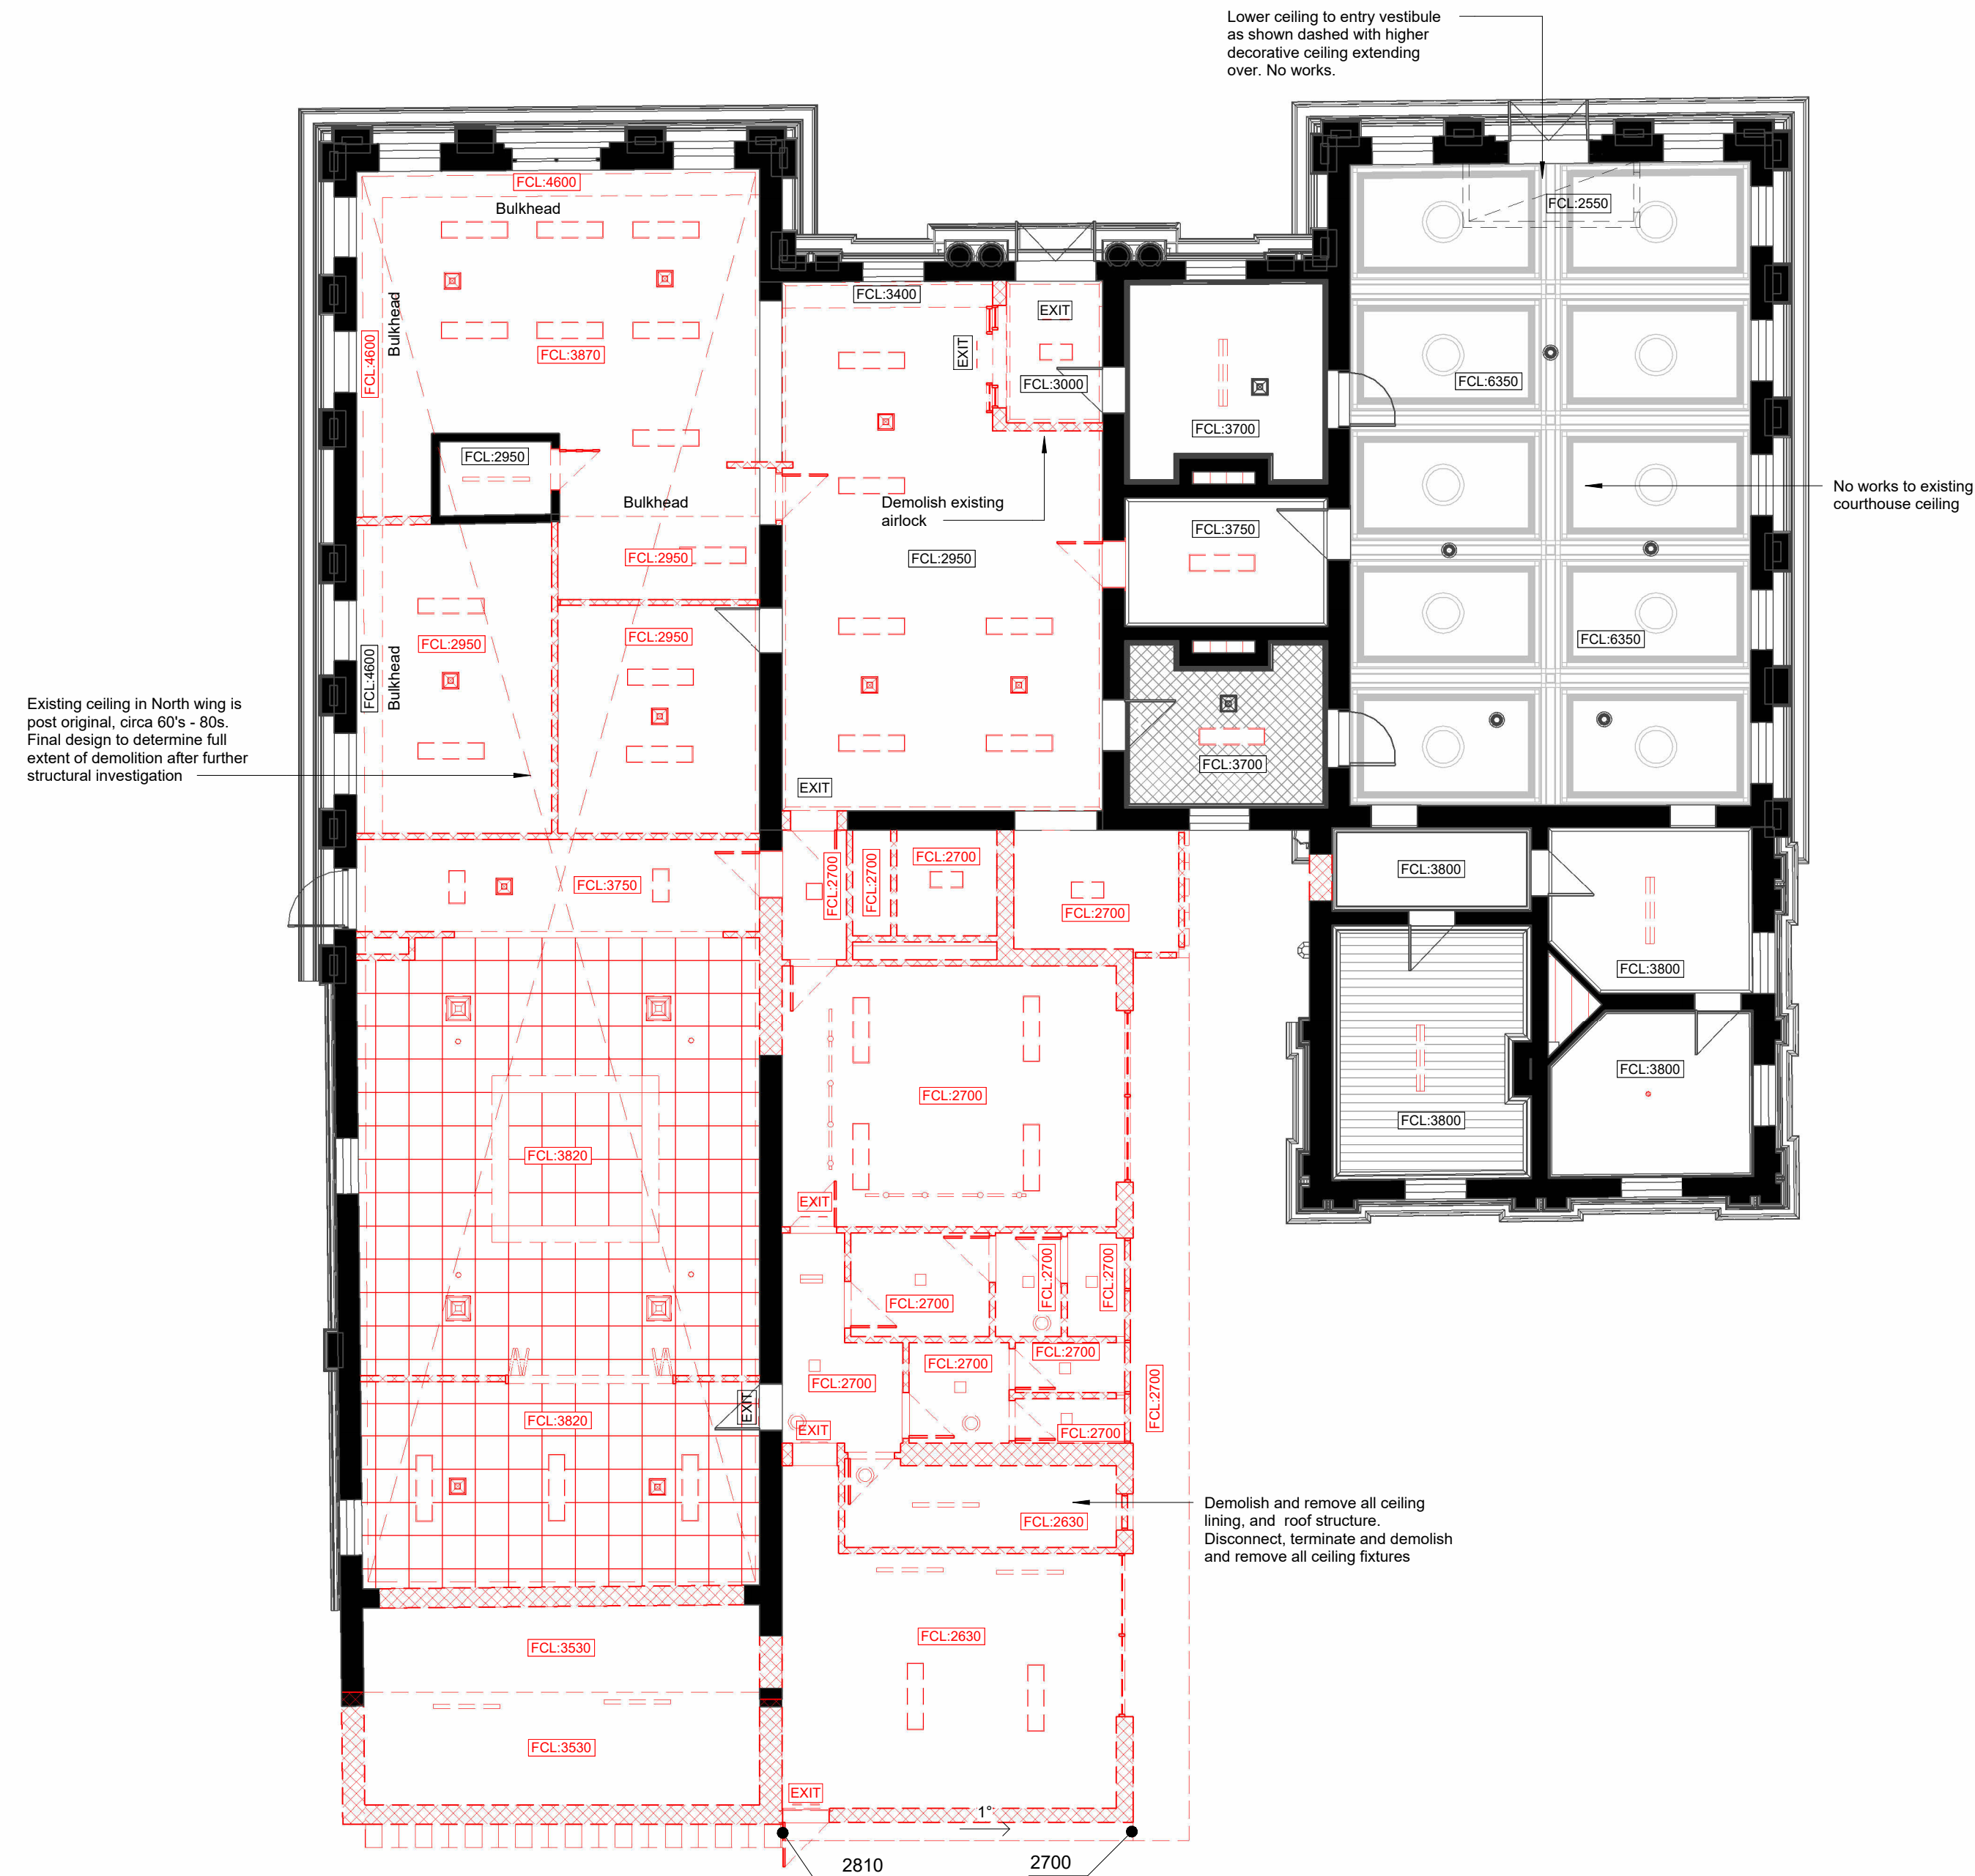 Lower ceiling to entry vestibule
as shown dashed with higher
decorative ceiling extending
over. No works.
FCL:4600
Bulkhead
FCL:2550
FCL:3400
EXIT
EXIT
FCL:4600
Bulkhead
FCL:3870
FCL:3000
FCL:6350
FCL:3700
FCL:2950
Bulkhead
Demolish existing
airlock
No works to existing
courthouse ceiling
FCL:3750
FCL:2950
FCL:2950
FCL:2950
FCL:2950
FCL:6350
FCL:4600
Bulkhead
Existing ceiling in North wing is
post original, circa 60's - 80s.
Final design to determine full
extent of demolition after further
structural investigation
FCL:3700
EXIT
FCL:2700
FCL:2700
FCL:2700
FCL:3750
FCL:2700
FCL:3800
FCL:3800
FCL:3800
FCL:3800
FCL:2700
FCL:3820
EXIT
FCL:2700
FCL:2700
FCL:2700
FCL:2700
FCL:2700
FCL:2700
FCL:2700
FCL:2700
EXIT
FCL:3820
EXIT
FCL:2700
Demolish and remove all ceiling
lining, and roof structure.
Disconnect, terminate and demolish
and remove all ceiling fixtures
FCL:2630
FCL:2630
FCL:3530
FCL:3530
EXIT
1°
2810
2700